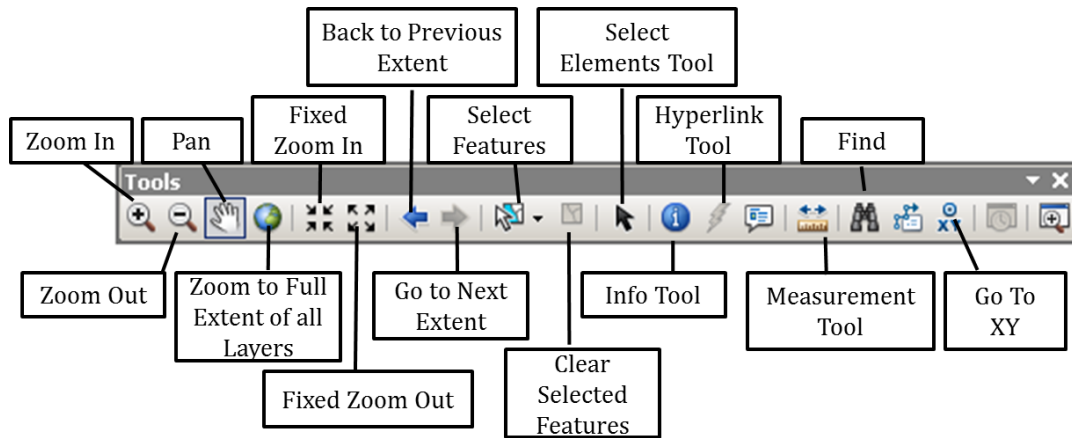 Back to Previous
Extent
Select
Elements Tool
Zoom In
Pan
Fixed
Zoom In
Select
Features
Hyperlink
Tool
Find
Tools
XY
Zoom Out
Zoom to Full
Extent of all
Layers
Fixed Zoom Out
Go to Next
Extent
Clear
Selected
Features
Info Tool
Measurement
Tool
Go To
XY